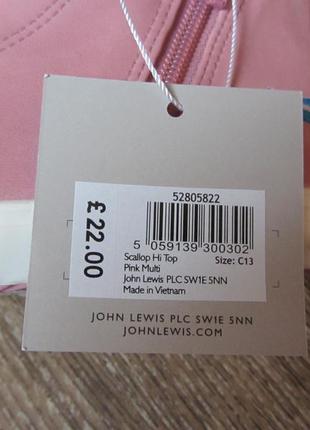 52805822
5 059139 300302
Scallop Hi Top Size: C13
Pink Multi
John Lewis PLC SW1E 5NN
Made in Vietnam
£22.00
JOHN LEWIS PLC SW1E 5NN
JOHNLEWIS.COM